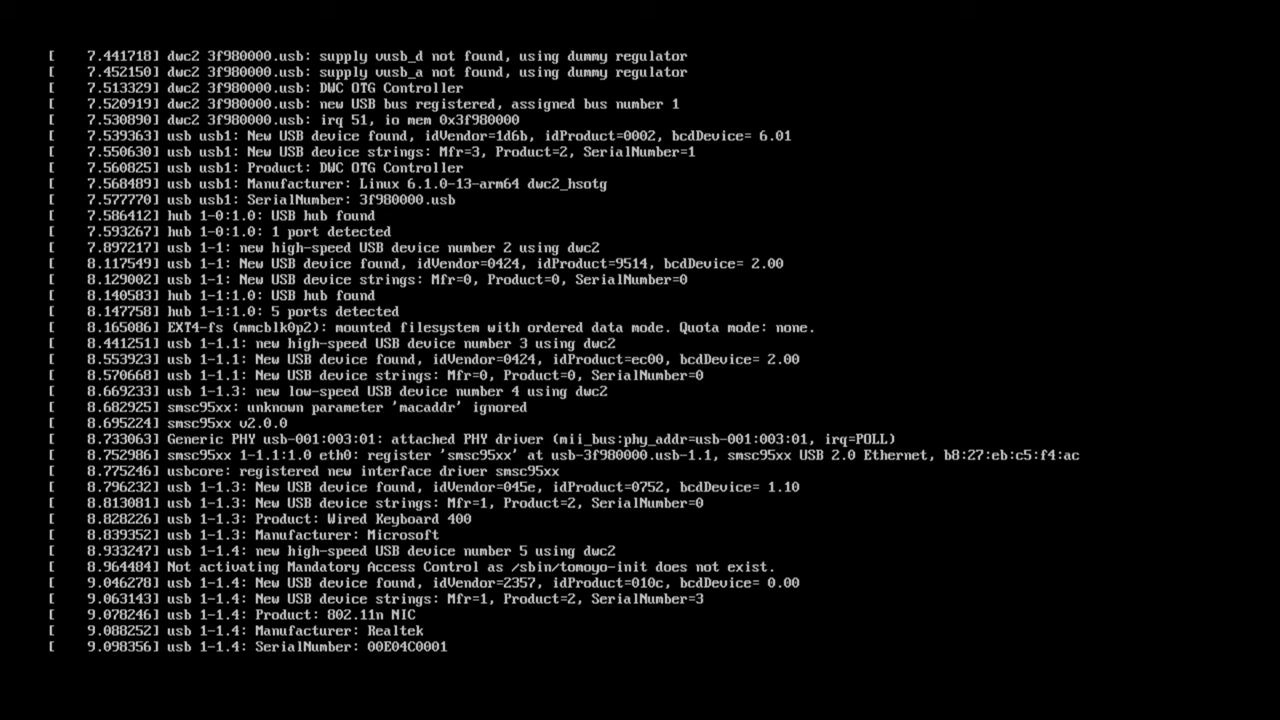 [    7.441718] dwc2 3f980000.usb: supply vusb_d not found, using dummy regulator
[    7.452150] dwc2 3f980000.usb: supply vusb_a not found, using dummy regulator
[    7.513329] dwc2 3f980000.usb: DWC OTG Controller
[    7.520919] dwc2 3f980000.usb: new USB bus registered, assigned bus number 1
[    7.530890] dwc2 3f980000.usb: irq 51, io mem 0x3f980000
[    7.539363] usb usb1: New USB device found, idVendor=1d6b, idProduct=0002, bcdDevice= 6.01
[    7.550630] usb usb1: New USB device strings: Mfr=3, Product=2, SerialNumber=1
[    7.560825] usb usb1: Product: DWC OTG Controller
[    7.568489] usb usb1: Manufacturer: Linux 6.1.0-13-arm64 dwc2_hsotg
[    7.577770] usb usb1: SerialNumber: 3f980000.usb
[    7.586412] hub 1-0:1.0: USB hub found
[    7.593267] hub 1-0:1.0: 1 port detected
[    7.897217] usb 1-1: new high-speed USB device number 2 using dwc2
[    8.117549] usb 1-1: New USB device found, idVendor=0424, idProduct=9514, bcdDevice= 2.00
[    8.129002] usb 1-1: New USB device strings: Mfr=0, Product=0, SerialNumber=0
[    8.140583] hub 1-1:1.0: USB hub found
[    8.147758] hub 1-1:1.0: 5 ports detected
[    8.165086] EXT4-fs (mmcblk0p2): mounted filesystem with ordered data mode. Quota mode: none.
[    8.441251] usb 1-1.1: new high-speed USB device number 3 using dwc2
[    8.553923] usb 1-1.1: New USB device found, idVendor=0424, idProduct=ec00, bcdDevice= 2.00
[    8.570668] usb 1-1.1: New USB device strings: Mfr=0, Product=0, SerialNumber=0
[    8.669233] usb 1-1.3: new low-speed USB device number 4 using dwc2
[    8.682925] smsc95xx: unknown parameter 'macaddr' ignored
[    8.695224] smsc95xx v2.0.0
[    8.733063] Generic PHY usb-001:003:01: attached PHY driver (mii_bus:phy_addr=usb-001:003:01, irq=POLL)
[    8.752986] smsc95xx 1-1.1:1.0 eth0: register 'smsc95xx' at usb-3f980000.usb-1.1, smsc95xx USB 2.0 Ethernet, b8:27:eb:c5:f4:ac
[    8.775246] usbcore: registered new interface driver smsc95xx
[    8.796232] usb 1-1.3: New USB device found, idVendor=045e, idProduct=0752, bcdDevice= 1.10
[    8.813081] usb 1-1.3: New USB device strings: Mfr=1, Product=2, SerialNumber=0
[    8.828226] usb 1-1.3: Product: Wired Keyboard 400
[    8.839352] usb 1-1.3: Manufacturer: Microsoft
[    8.933247] usb 1-1.4: new high-speed USB device number 5 using dwc2
[    8.964484] Not activating Mandatory Access Control as /sbin/tomoyo-init does not exist.
[    9.046278] usb 1-1.4: New USB device found, idVendor=2357, idProduct=010c, bcdDevice= 0.00
[    9.063143] usb 1-1.4: New USB device strings: Mfr=1, Product=2, SerialNumber=3
[    9.078246] usb 1-1.4: Product: 802.11n NIC
[    9.088252] usb 1-1.4: Manufacturer: Realtek
[    9.098356] usb 1-1.4: SerialNumber: 00E04C0001